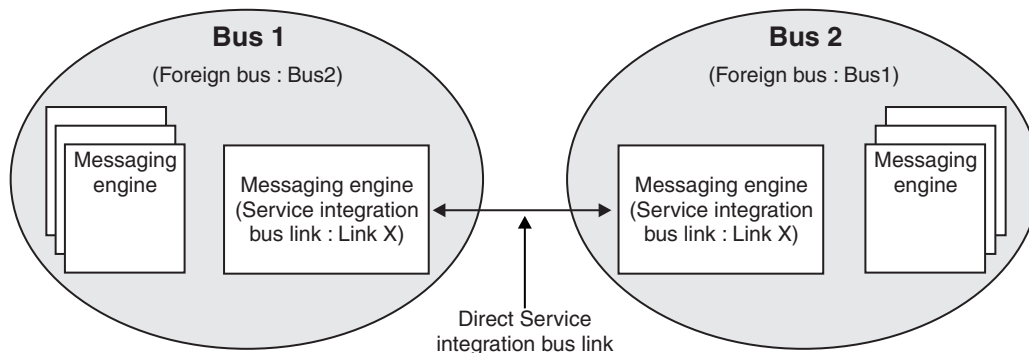 Bus 1
(Foreign bus : Bus2)
Messaging
engine
Messaging engine
(Service integration
bus link : Link X)
Bus 2
(Foreign bus : Bus1)
Messaging engine
(Service integration
bus link : Link X)
Messaging
engine
Direct Service
integration bus link